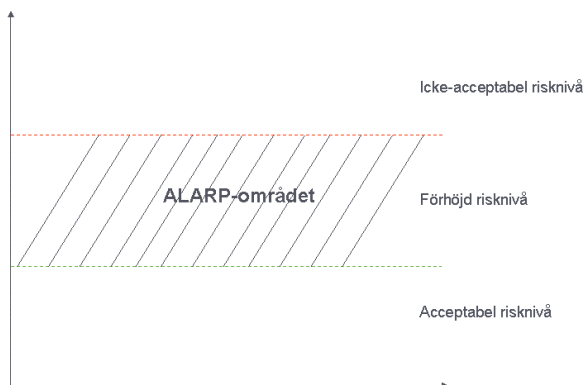 Icke-acceptabel risknivå
ALARP-området
Förhöjd risknivå
Acceptabel risknivå